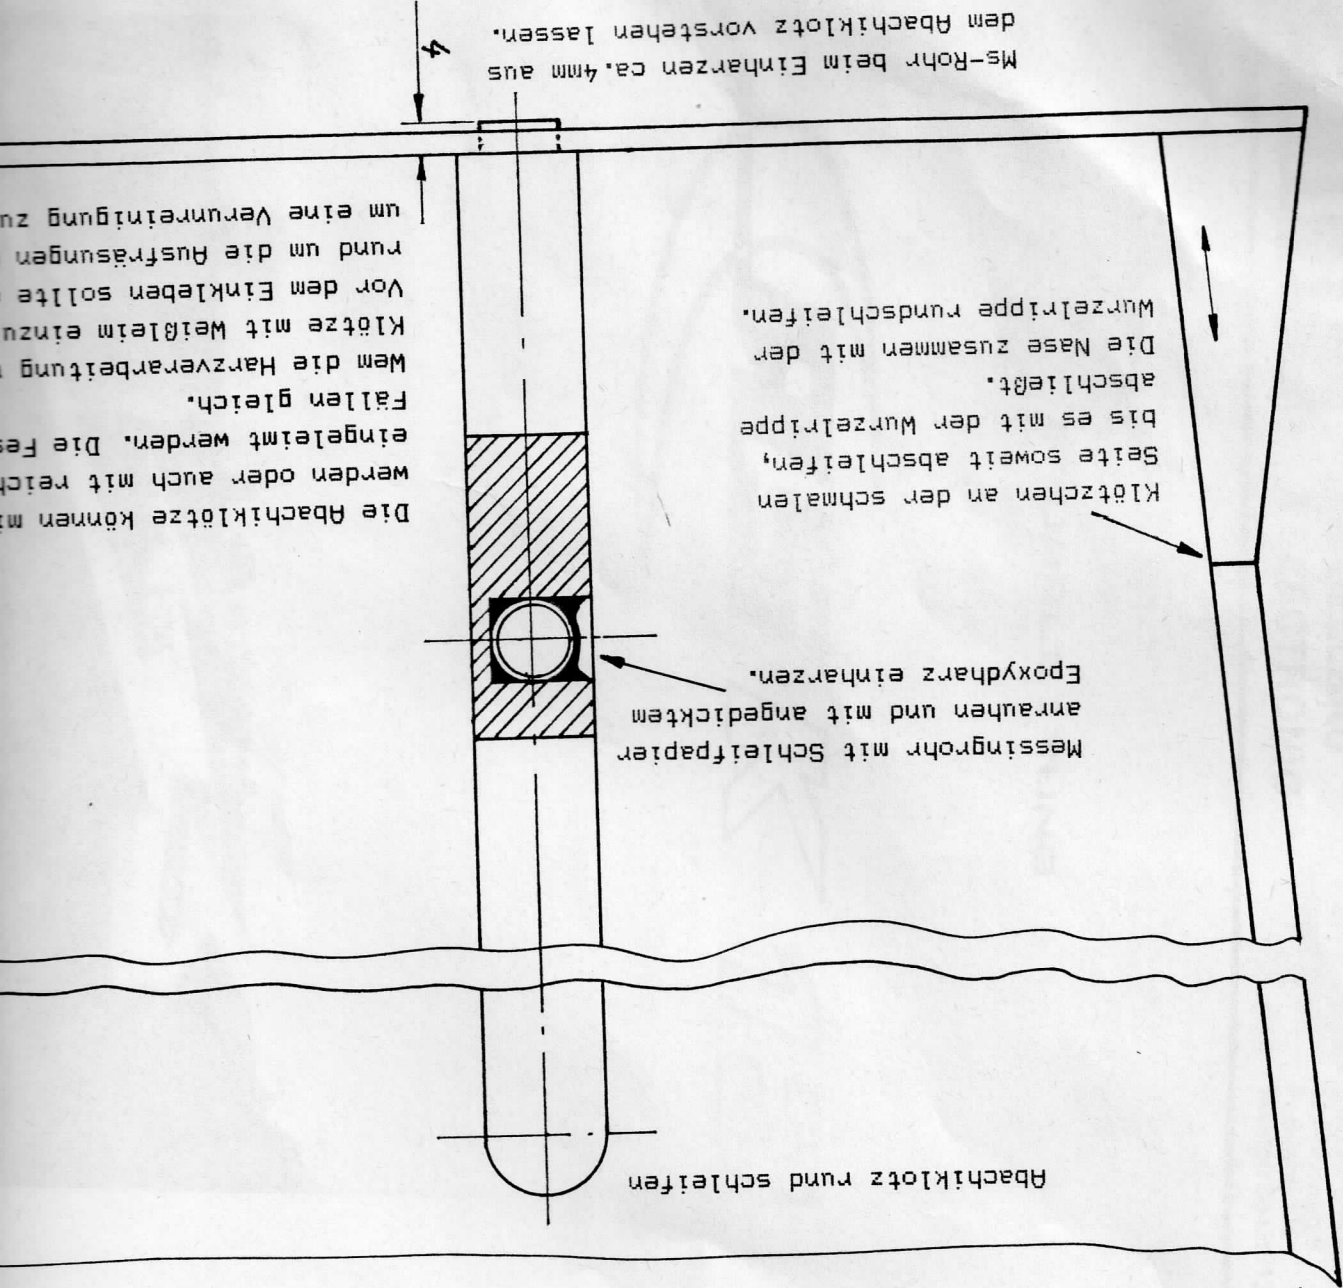 Abachiklotz rund schleifen
Messingrohr mit Schleifpapier
anrauhen und mit angedicktem
Epoxydharz einharzen.
Klötzchen an der schmalen
Seite soweit abschleifen,
bis es mit der Wurzelrippe
abschließt.
Die Nase zusammen mit der
Wurzelrippe rundschleifen.
Die Abachiklötze können mi
werden oder auch mit reich
eingeleimt werden. Die Fes
Fällen gleich.
Wem die Harzverarbeitung
Klötze mit Weißleim einzu
Vor dem Einkleben sollte
rund um die Ausfräsungen
um eine Verunreinigung zu
Ms-Rohr beim Einharzen ca.4mm aus
dem Abachiklotz vorstehen lassen.
4